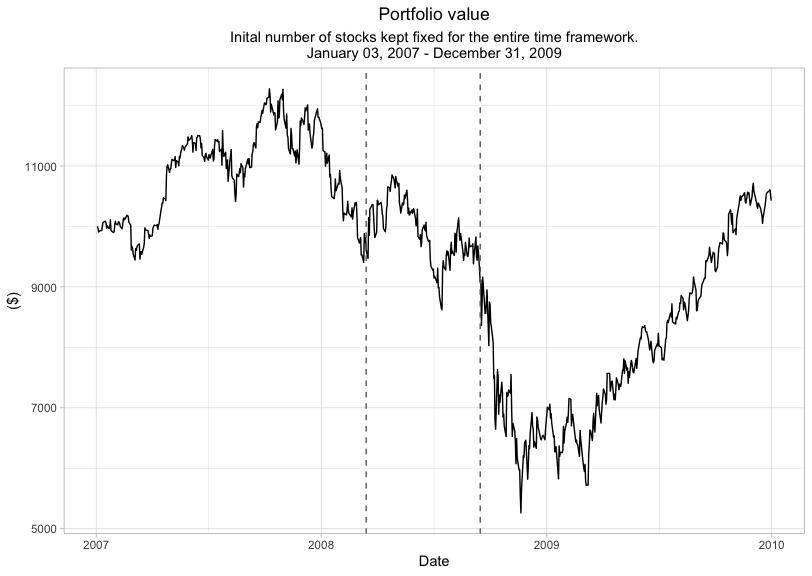 Portfolio value
Inital number of stocks kept fixed for the entire time framework.
January 03, 2007 - December 31, 2009
($)
11000
9000
7000
5000
2007
2008
2009
2010
Date